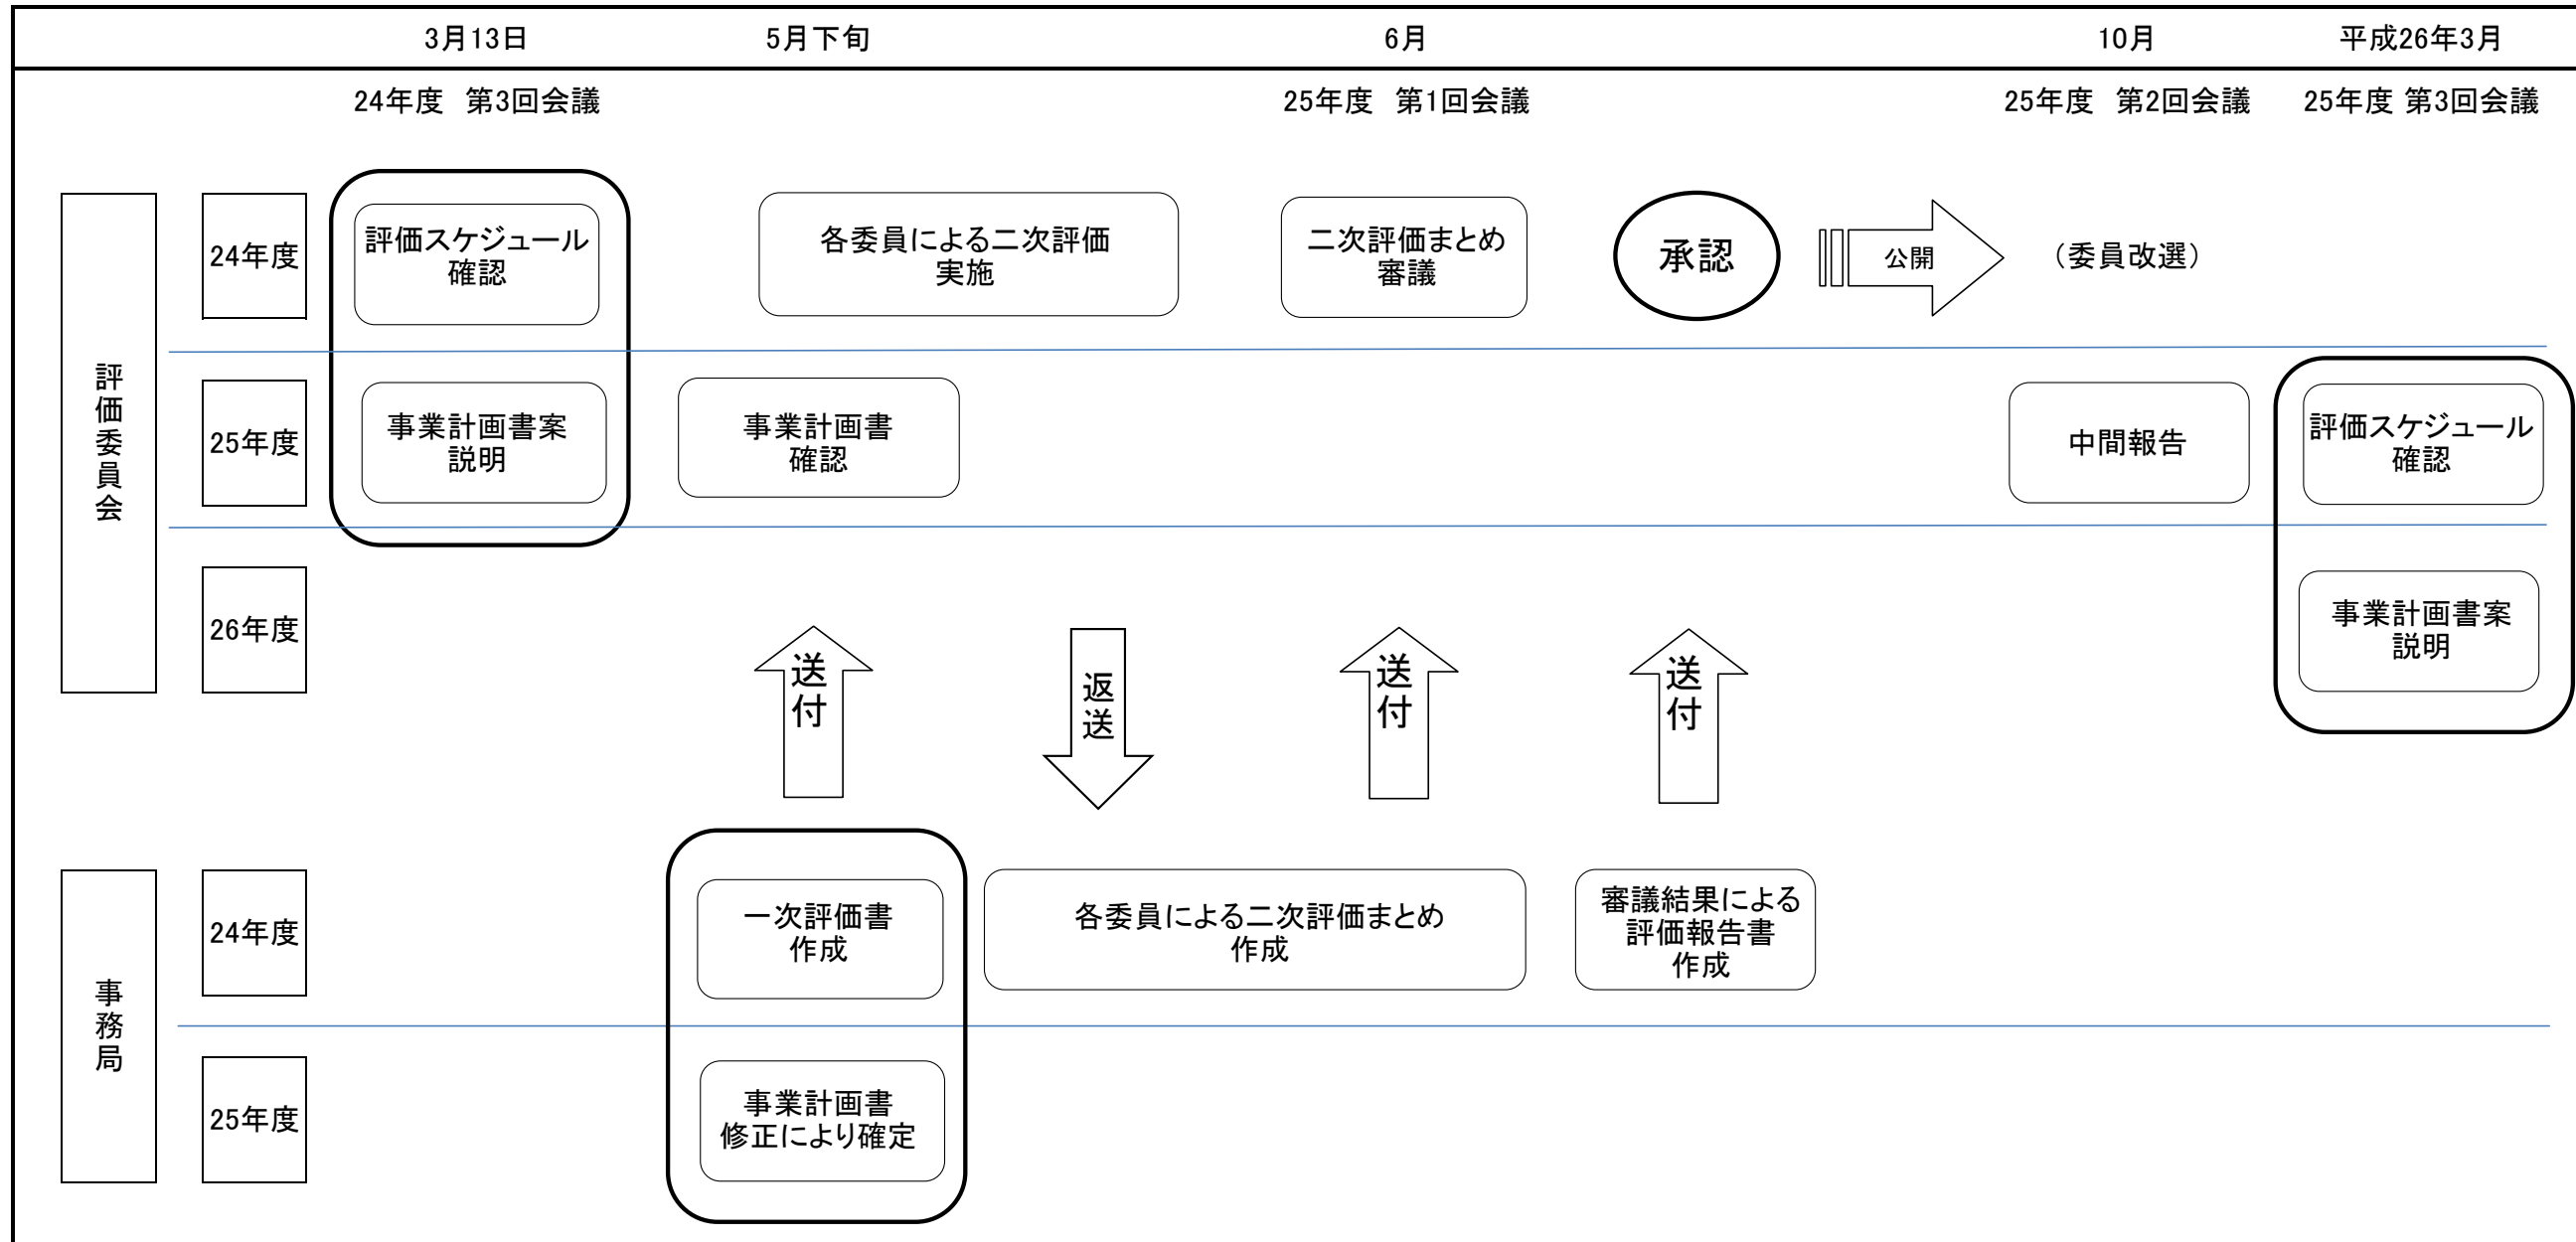 3月13日
5月下旬
6月
10月
平成26年3月
24年度 第3回会議
25年度 第1回会議
25年度 第2回会議
25年度 第3回会議
評価委員会
24年度
評価スケジュール
確認
各委員による二次評価
実施
二次評価まとめ
審議
承認
公開
（委員改選）
25年度
事業計画書案
説明
事業計画書
確認
中間報告
評価スケジュール
確認
26年度
事業計画書案
説明
送付
返送
送付
送付
事務局
24年度
一次評価書
作成
各委員による二次評価まとめ
作成
審議結果による
評価報告書
作成
25年度
事業計画書
修正により確定